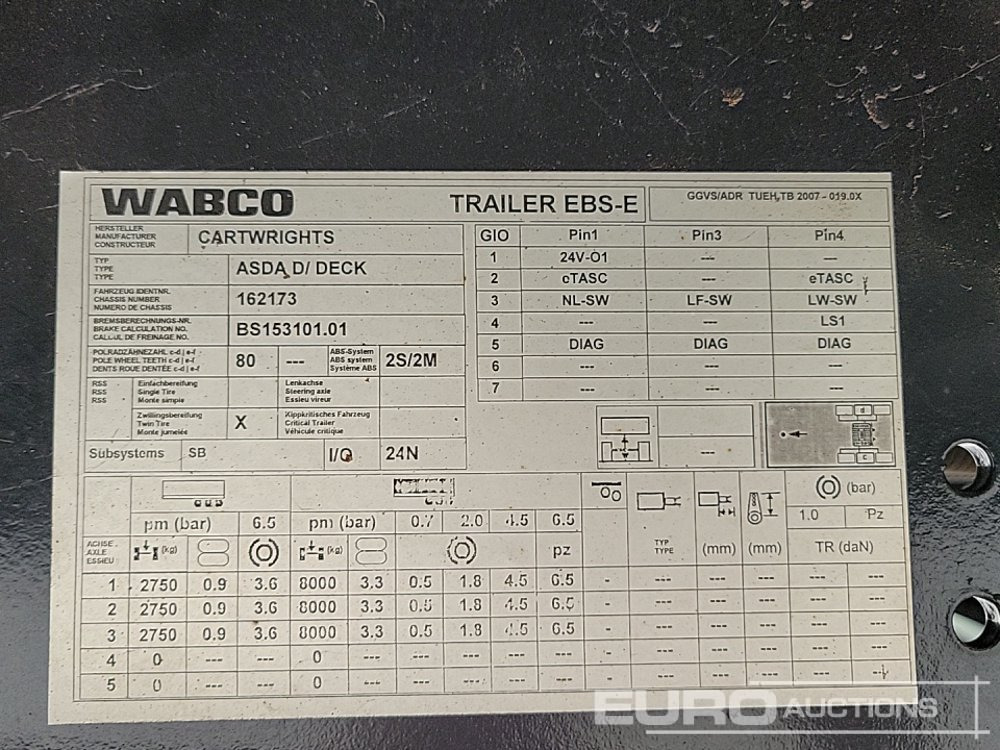 WABCO TRAILER EBS-E GGVS/ADR TUEH,TB 2007 - 019.0X
HERSTELLER
MANUFACTURER
CONSTRUCTEUR
CARTWRIGHTS
TYP
TYPE
TYPE
ASDA D/ DECK
FAHRZEUG IDENTNR.
CHASSIS NUMBER
NUMERO DE CHASSIS
162173
BREMSBERECHNUNGS-NR.
BRAKE CALCULATION NO.
CALCUL DE FREINAGE NO.
BS153101.01
POLRADZÄHNEZAHL c-d | e-f
POLE WHEEL TEETH c-d | e-f
DENTS ROUE DENTÉE c-d | e-f
80 ---
ABS-System
ABS system
Système ABS
2S/2M
RSS Einfachbereifung
RSS Single Tire
RSS Monte simple
Lenkachse
Steering axle
Essieu vireur
Zwillingsbereifung
Twin Tire
Monte jumelée
X
Kippkritisches Fahrzeug
Critical Trailer
Véhicule critique
Subsystems SB I/O 24N
GIO Pin1 Pin3 Pin4
1 24V-O1 --- ---
2 eTASC --- eTASC
3 NL-SW LF-SW LW-SW
4 --- --- LS1
5 DIAG DIAG DIAG
6 --- --- ---
7 --- --- ---
---
d
c
(bar)
pm (bar) 6.5 pm (bar) 0.7 2.0 4.5 6.5 1.0 Pz
ACHSE
AXLE
ESSIEU
(kg) (kg) pz
TYP
TYPE
(mm) (mm) TR (daN)
1 2750 0.9 3.6 8000 3.3 0.5 1.8 4.5 6.5 - --- --- --- --- ---
2 2750 0.9 3.6 8000 3.3 0.5 1.8 4.5 6.5 - --- --- --- --- ---
3 2750 0.9 3.6 8000 3.3 0.5 1.8 4.5 6.5 - --- --- --- --- ---
4 0 --- --- 0 --- --- --- --- --- - --- --- --- --- ---
5 0 --- --- 0 --- --- --- --- --- - --- --- --- --- ---
EURO AUCTIONS